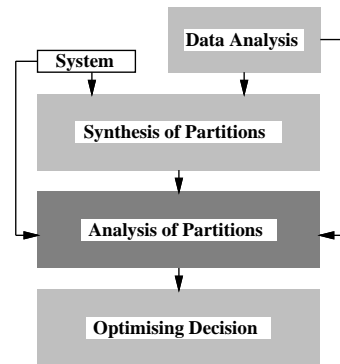 Data Analysis
System
Synthesis of Partitions
Analysis of Partitions
Optimising Decision